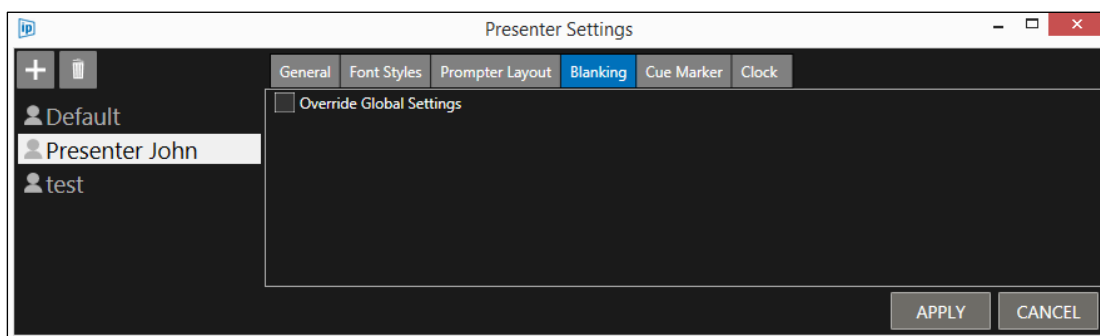 ip Presenter Settings
General Font Styles Prompter Layout Blanking Cue Marker Clock
Override Global Settings
Default
Presenter John
test
APPLY CANCEL